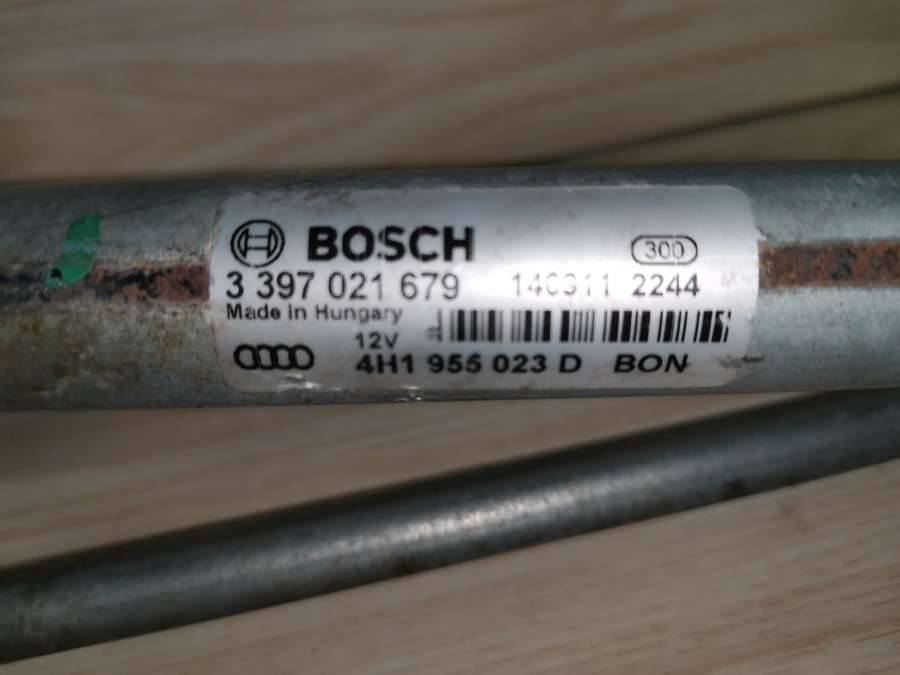 BOSCH
300
3 397 021 679 140311 2244
Made in Hungary
12V
4H1 955 023 D BON